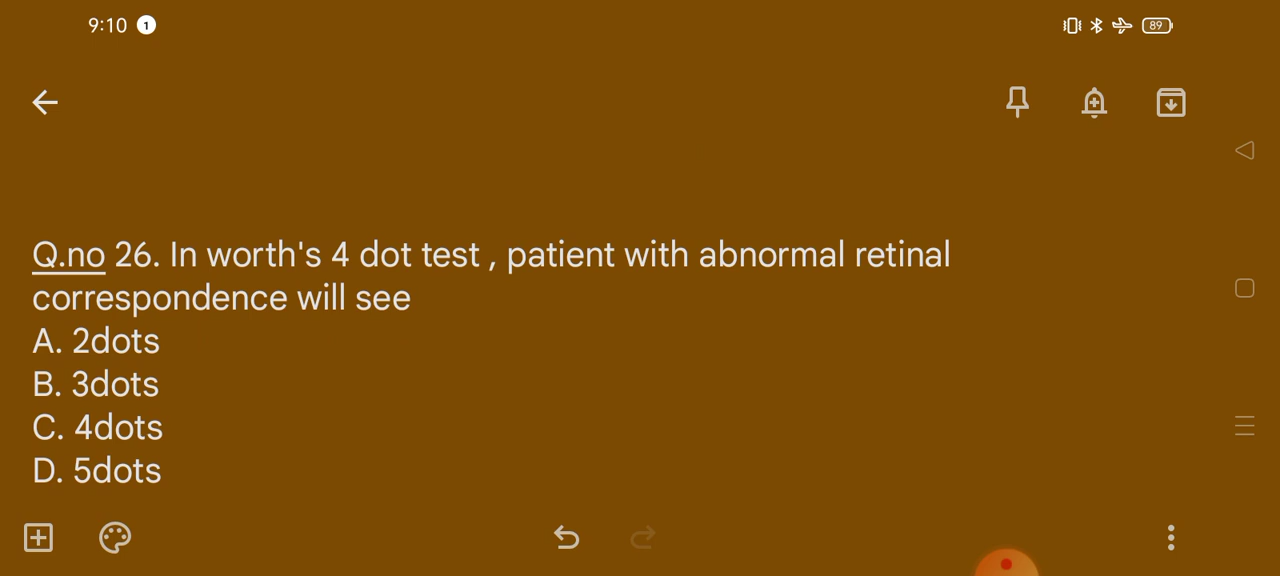 9:10 1 89
Q.no 26. In worth's 4 dot test , patient with abnormal retinal
correspondence will see
A. 2dots
B. 3dots
C. 4dots
D. 5dots